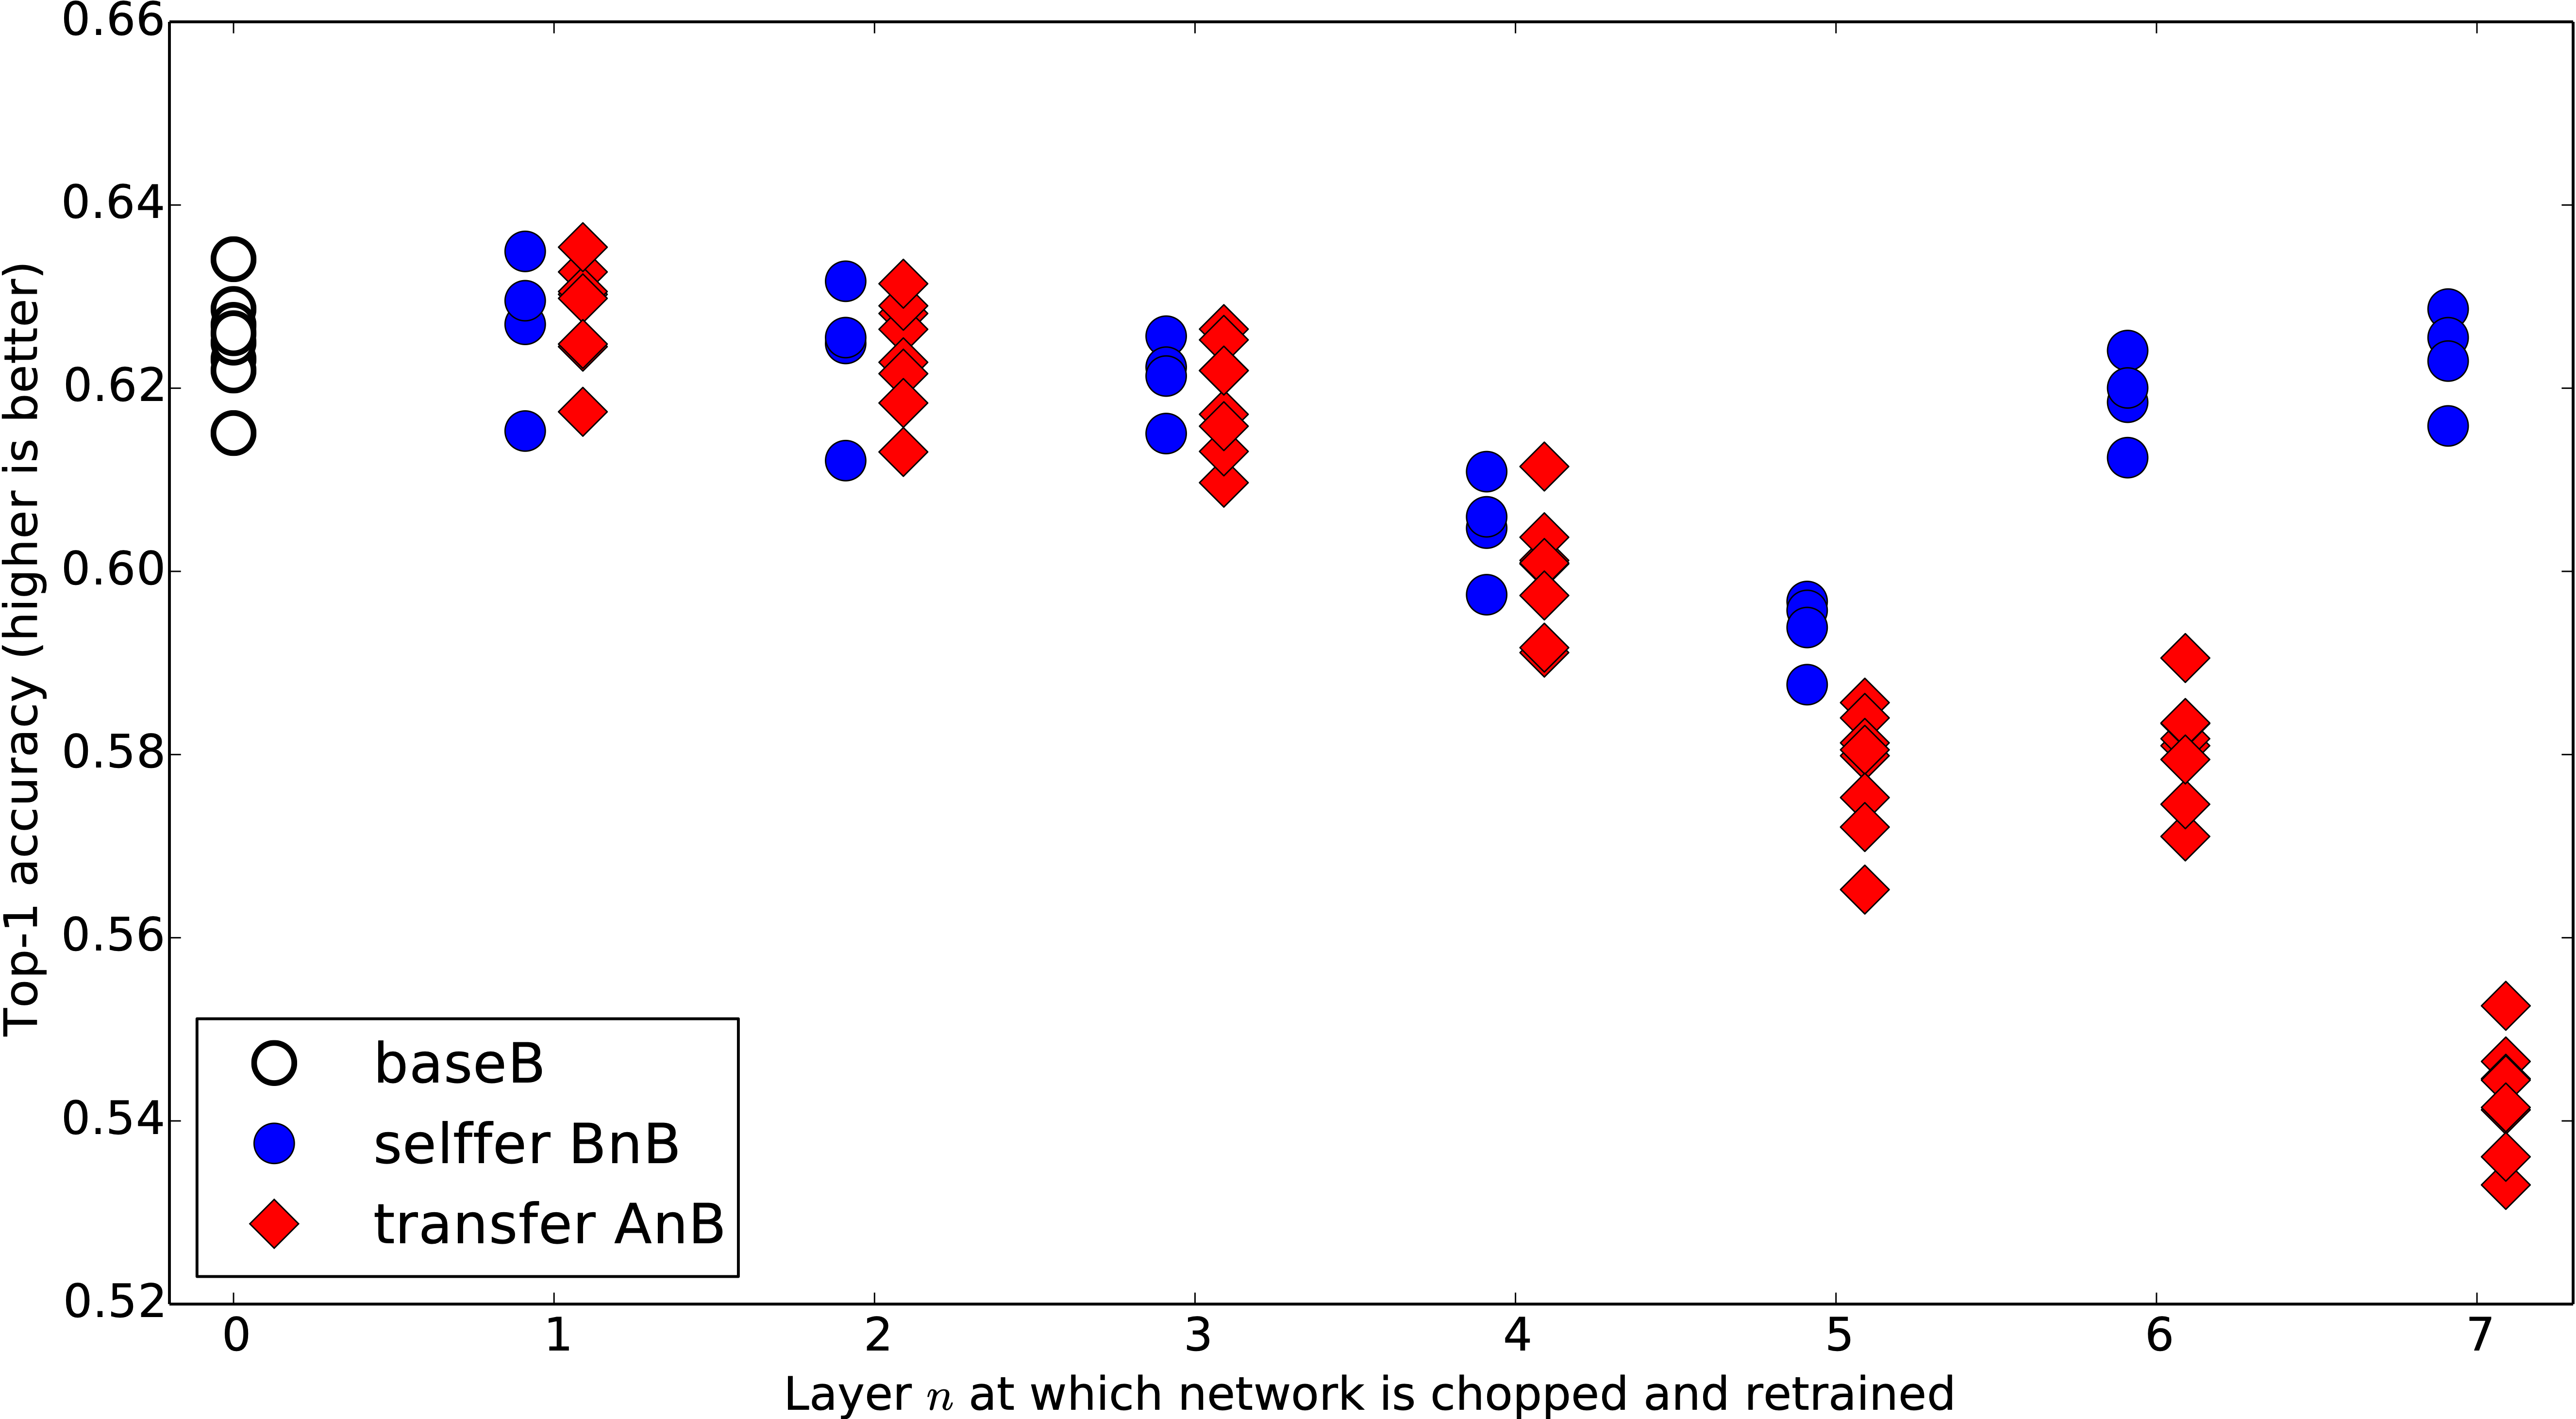 0.66
0.64
0.62
0.60
0.58
0.56
0.54
0.52
Top-1 accuracy (higher is better)
baseB
selffer BnB
transfer AnB
0 1 2 3 4 5 6 7
Layer n at which network is chopped and retrained